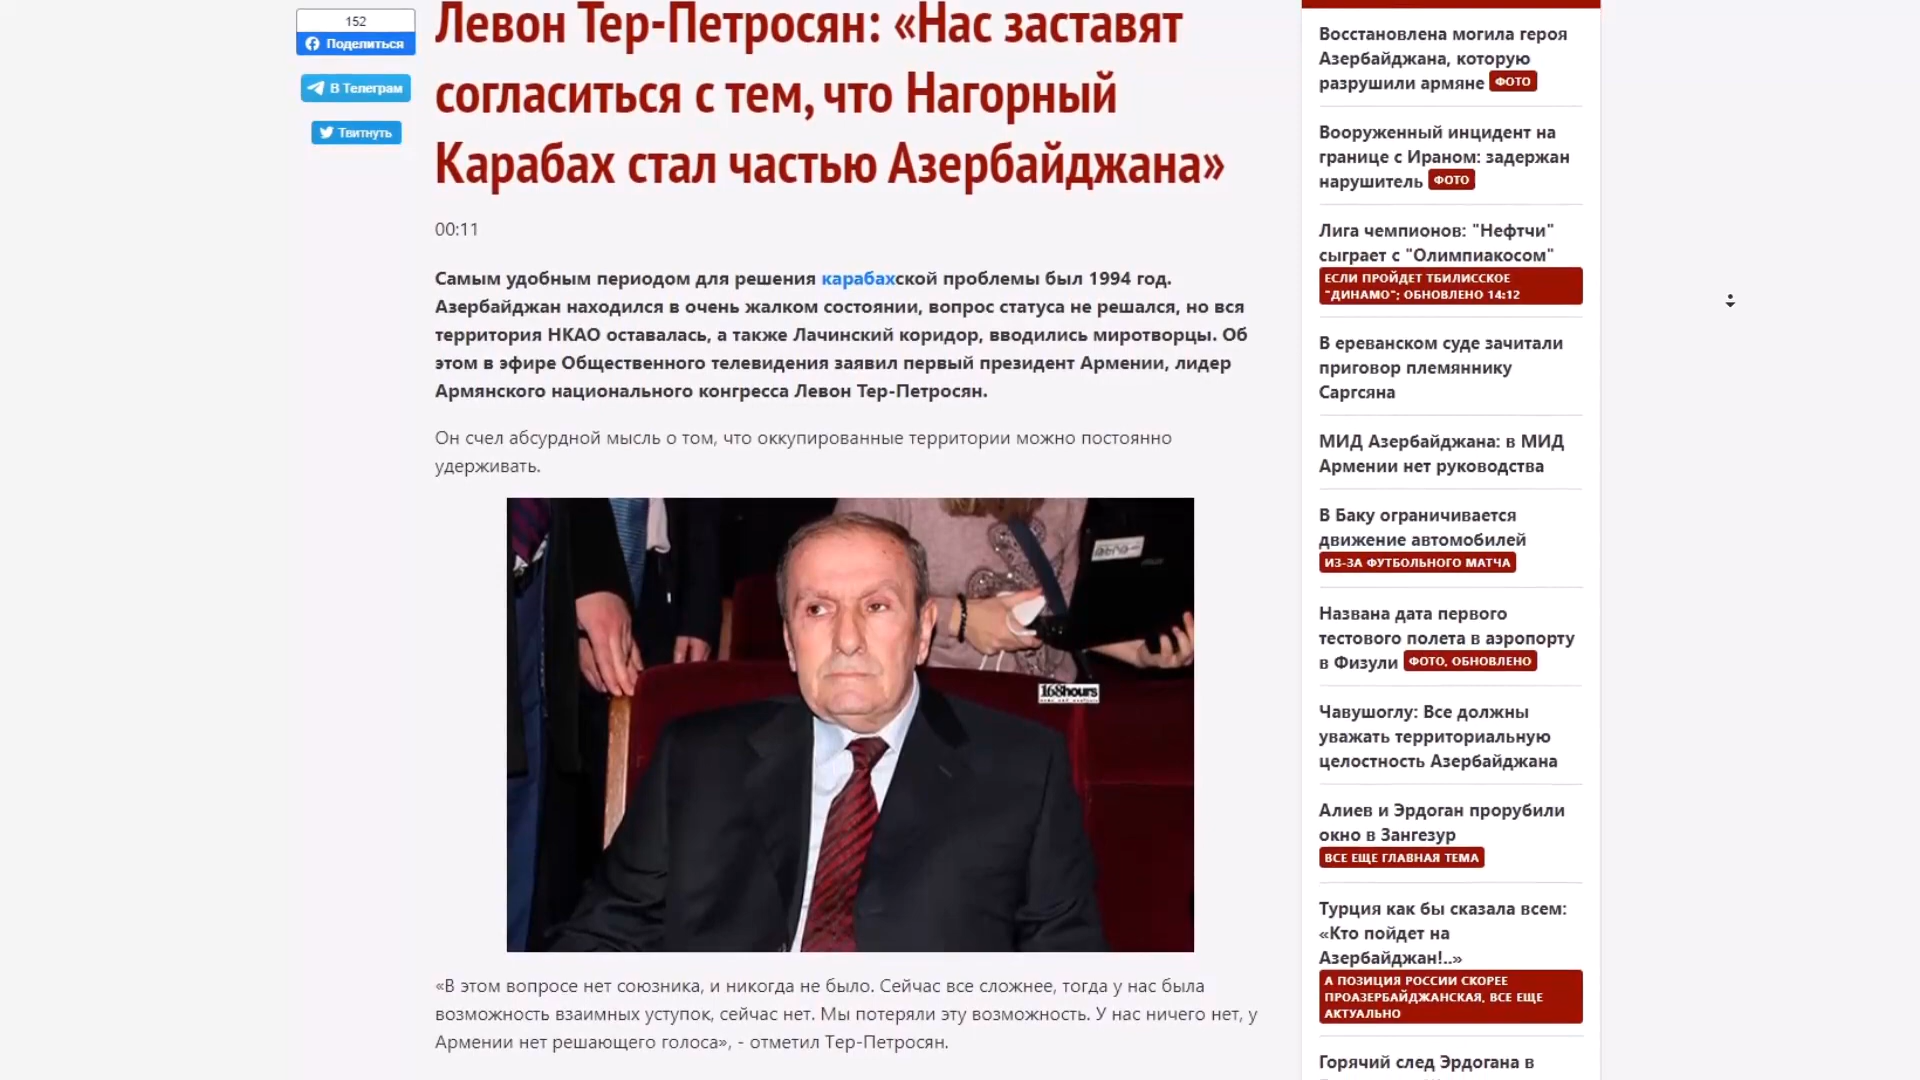 152
Поделиться
В Телеграм
Твитнуть
Левон Тер-Петросян: «Нас заставят
согласиться с тем, что Нагорный
Карабах стал частью Азербайджана»
00:11
Самым удобным периодом для решения карабахской проблемы был 1994 год.
Азербайджан находился в очень жалком состоянии, вопрос статуса не решался, но вся
территория НКАО оставалась, а также Лачинский коридор, вводились миротворцы. Об
этом в эфире Общественного телевидения заявил первый президент Армении, лидер
Армянского национального конгресса Левон Тер-Петросян.
Он счел абсурдной мысль о том, что оккупированные территории можно постоянно
удерживать.
168hours
«В этом вопросе нет союзника, и никогда не было. Сейчас все сложнее, тогда у нас была
возможность взаимных уступок, сейчас нет. Мы потеряли эту возможность. У нас ничего нет, у
Армении нет решающего голоса», - отметил Тер-Петросян.
Восстановлена могила героя
Азербайджана, которую
разрушили армяне ФОТО
Вооруженный инцидент на
границе с Ираном: задержан
нарушитель ФОТО
Лига чемпионов: "Нефтчи"
сыграет с "Олимпиакосом"
ЕСЛИ ПРОЙДЕТ ТБИЛИССКОЕ
"ДИНАМО"; ОБНОВЛЕНО 14:12
В ереванском суде зачитали
приговор племяннику
Саргсяна
МИД Азербайджана: в МИД
Армении нет руководства
В Баку ограничивается
движение автомобилей
ИЗ-ЗА ФУТБОЛЬНОГО МАТЧА
Названа дата первого
тестового полета в аэропорту
в Физули ФОТО, ОБНОВЛЕНО
Чавушоглу: Все должны
уважать территориальную
целостность Азербайджана
Алиев и Эрдоган прорубили
окно в Зангезур
ВСЕ ЕЩЕ ГЛАВНАЯ ТЕМА
Турция как бы сказала всем:
«Кто пойдет на
Азербайджан!..»
А ПОЗИЦИЯ РОССИИ СКОРЕЕ
ПРОАЗЕРБАЙДЖАНСКАЯ, ВСЕ ЕЩЕ
АКТУАЛЬНО
Горячий след Эрдогана в